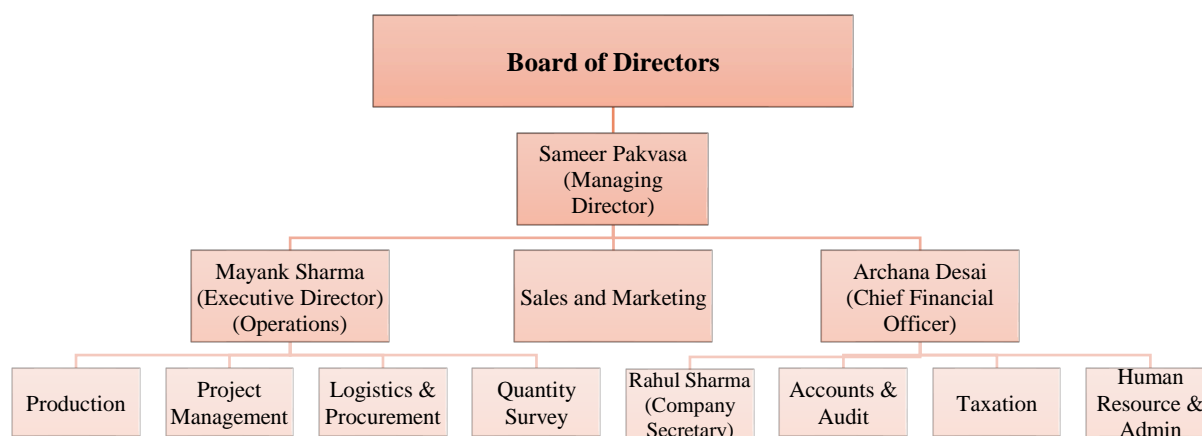 Board of Directors
Sameer Pakvasa
(Managing
Director)
Mayank Sharma
(Executive Director)
(Operations)
Sales and Marketing
Archana Desai
(Chief Financial
Officer)
Production
Project
Management
Logistics &
Procurement
Quantity
Survey
Rahul Sharma
(Company
Secretary)
Accounts &
Audit
Taxation
Human
Resource &
Admin